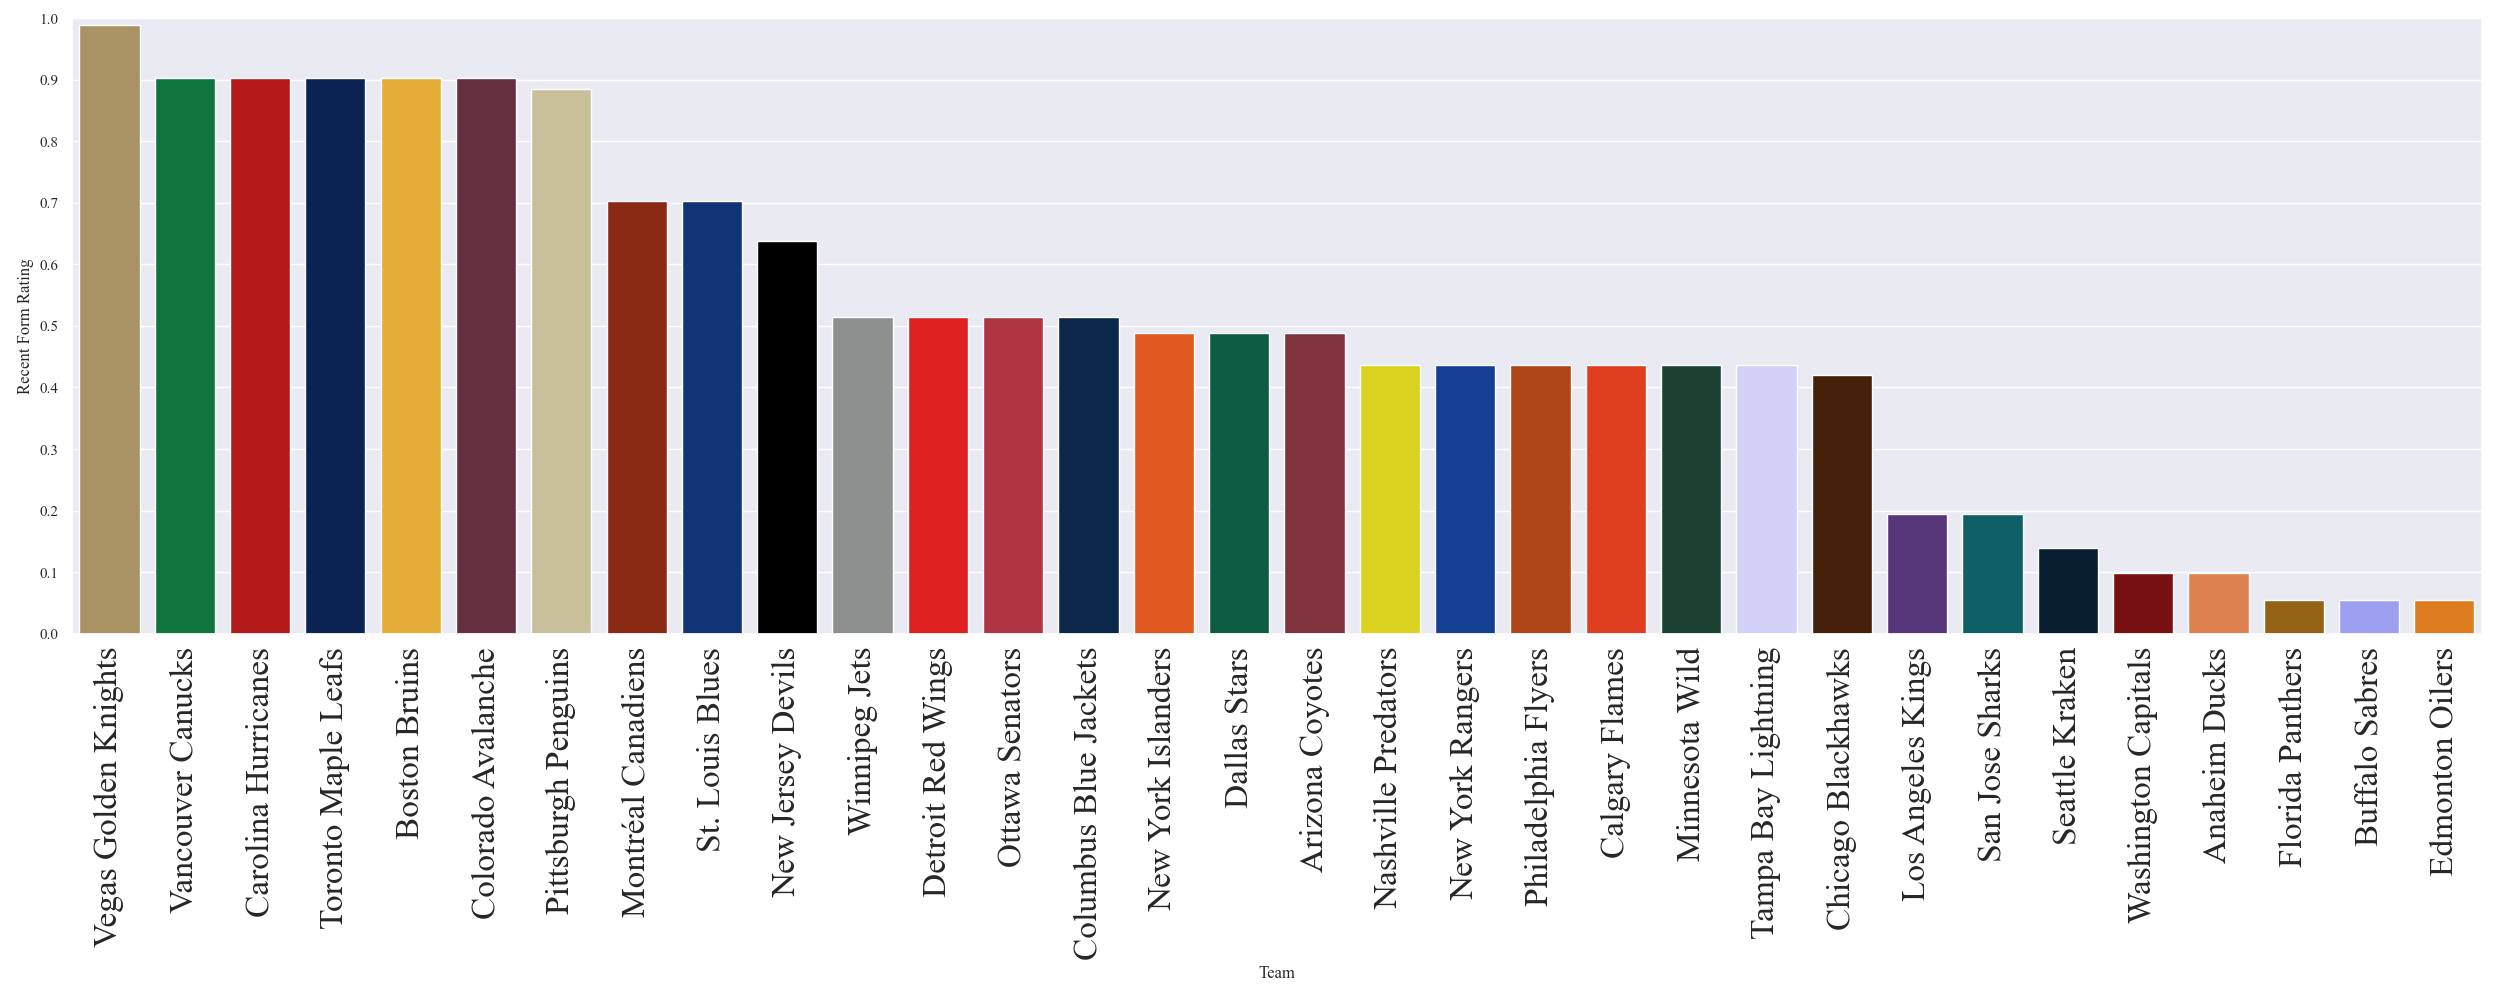 1.0
0.9
0.8
0.7
0.6
0.5
0.4
0.3
0.2
0.1
0.0
Recent Form Rating
Vegas Golden Knights
Vancouver Canucks
Carolina Hurricanes
Toronto Maple Leafs
Boston Bruins
Colorado Avalanche
Pittsburgh Penguins
Montréal Canadiens
St. Louis Blues
New Jersey Devils
Winnipeg Jets
Detroit Red Wings
Ottawa Senators
Columbus Blue Jackets
New York Islanders
Dallas Stars
Arizona Coyotes
Nashville Predators
New York Rangers
Philadelphia Flyers
Calgary Flames
Minnesota Wild
Tampa Bay Lightning
Chicago Blackhawks
Los Angeles Kings
San Jose Sharks
Seattle Kraken
Washington Capitals
Anaheim Ducks
Florida Panthers
Buffalo Sabres
Edmonton Oilers
Team